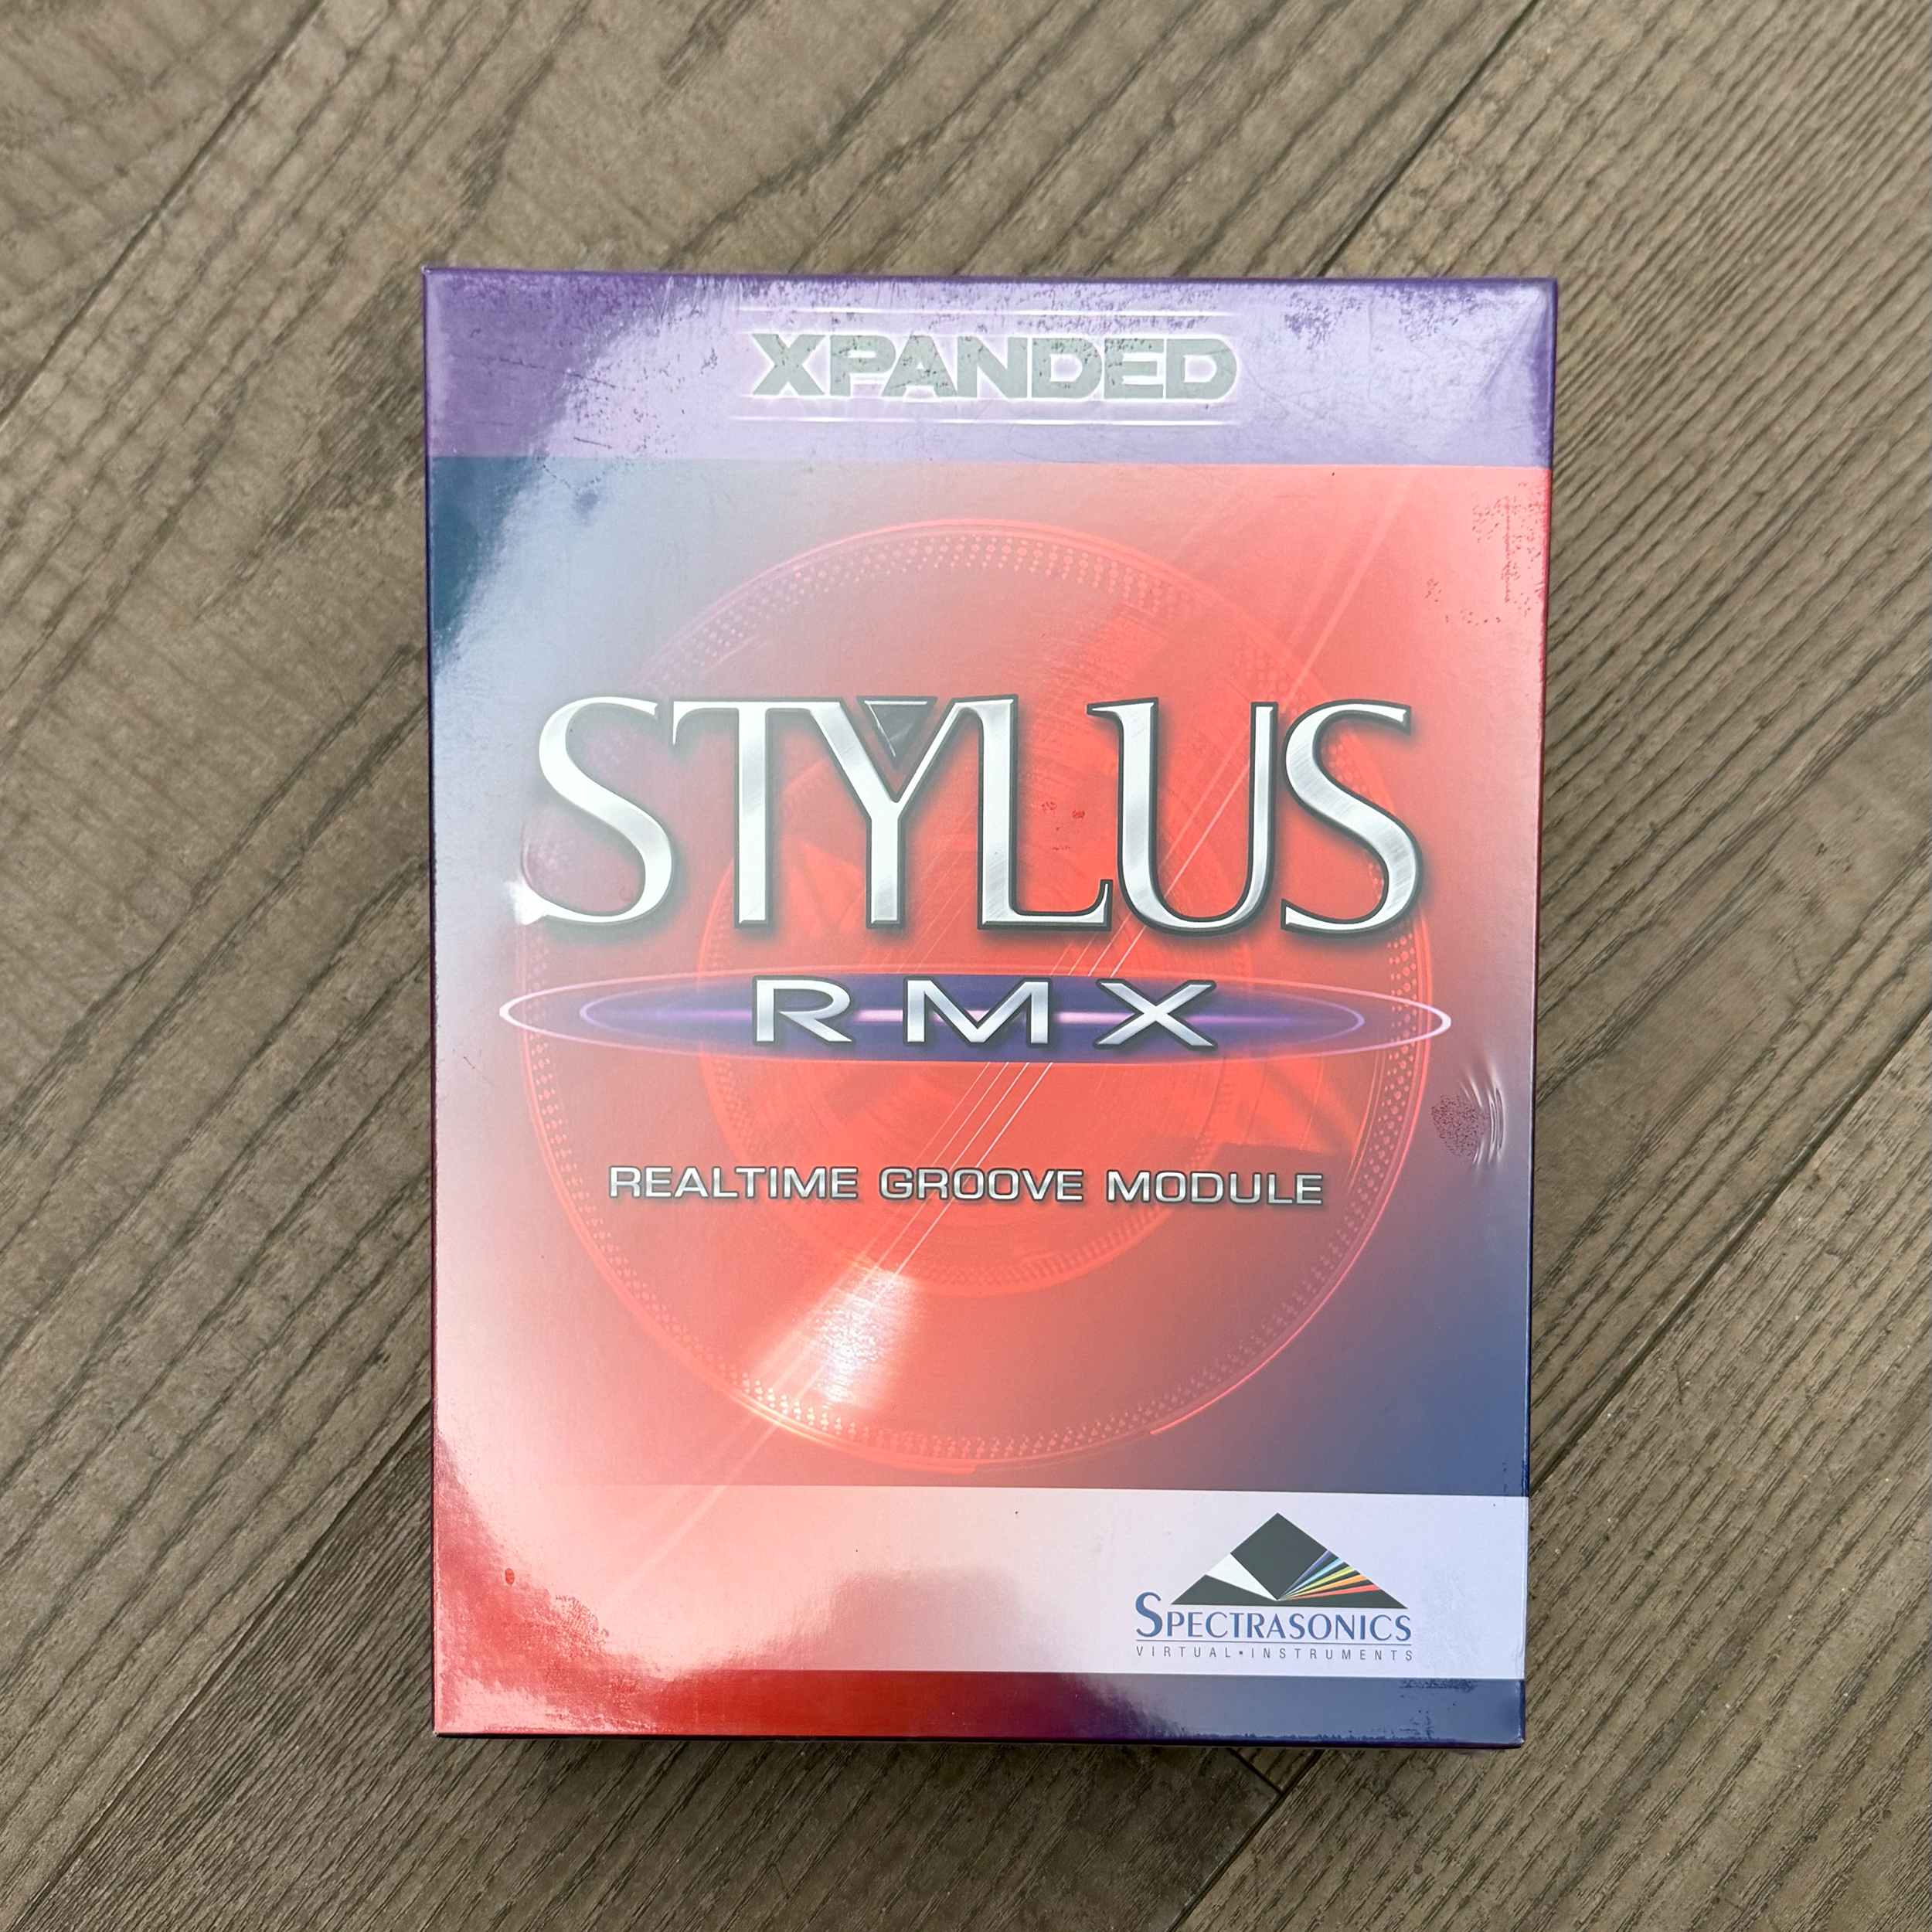 XPANDED
STYLUS
RMX
REALTIME GROOVE MODULE
SPECTRASONICS
VIRTUAL▪INSTRUMENTS